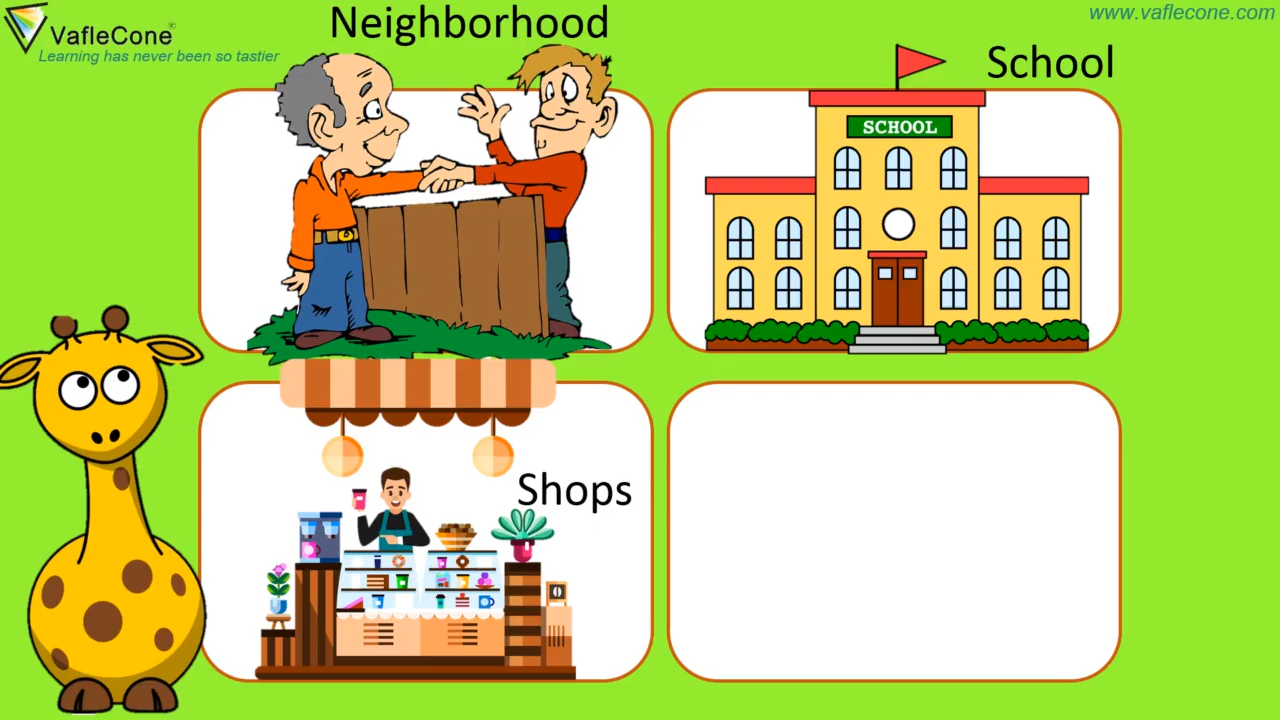 VafleCone®
Learning has never been so tastier
Neighborhood
www.vaflecone.com
School
SCHOOL
Shops